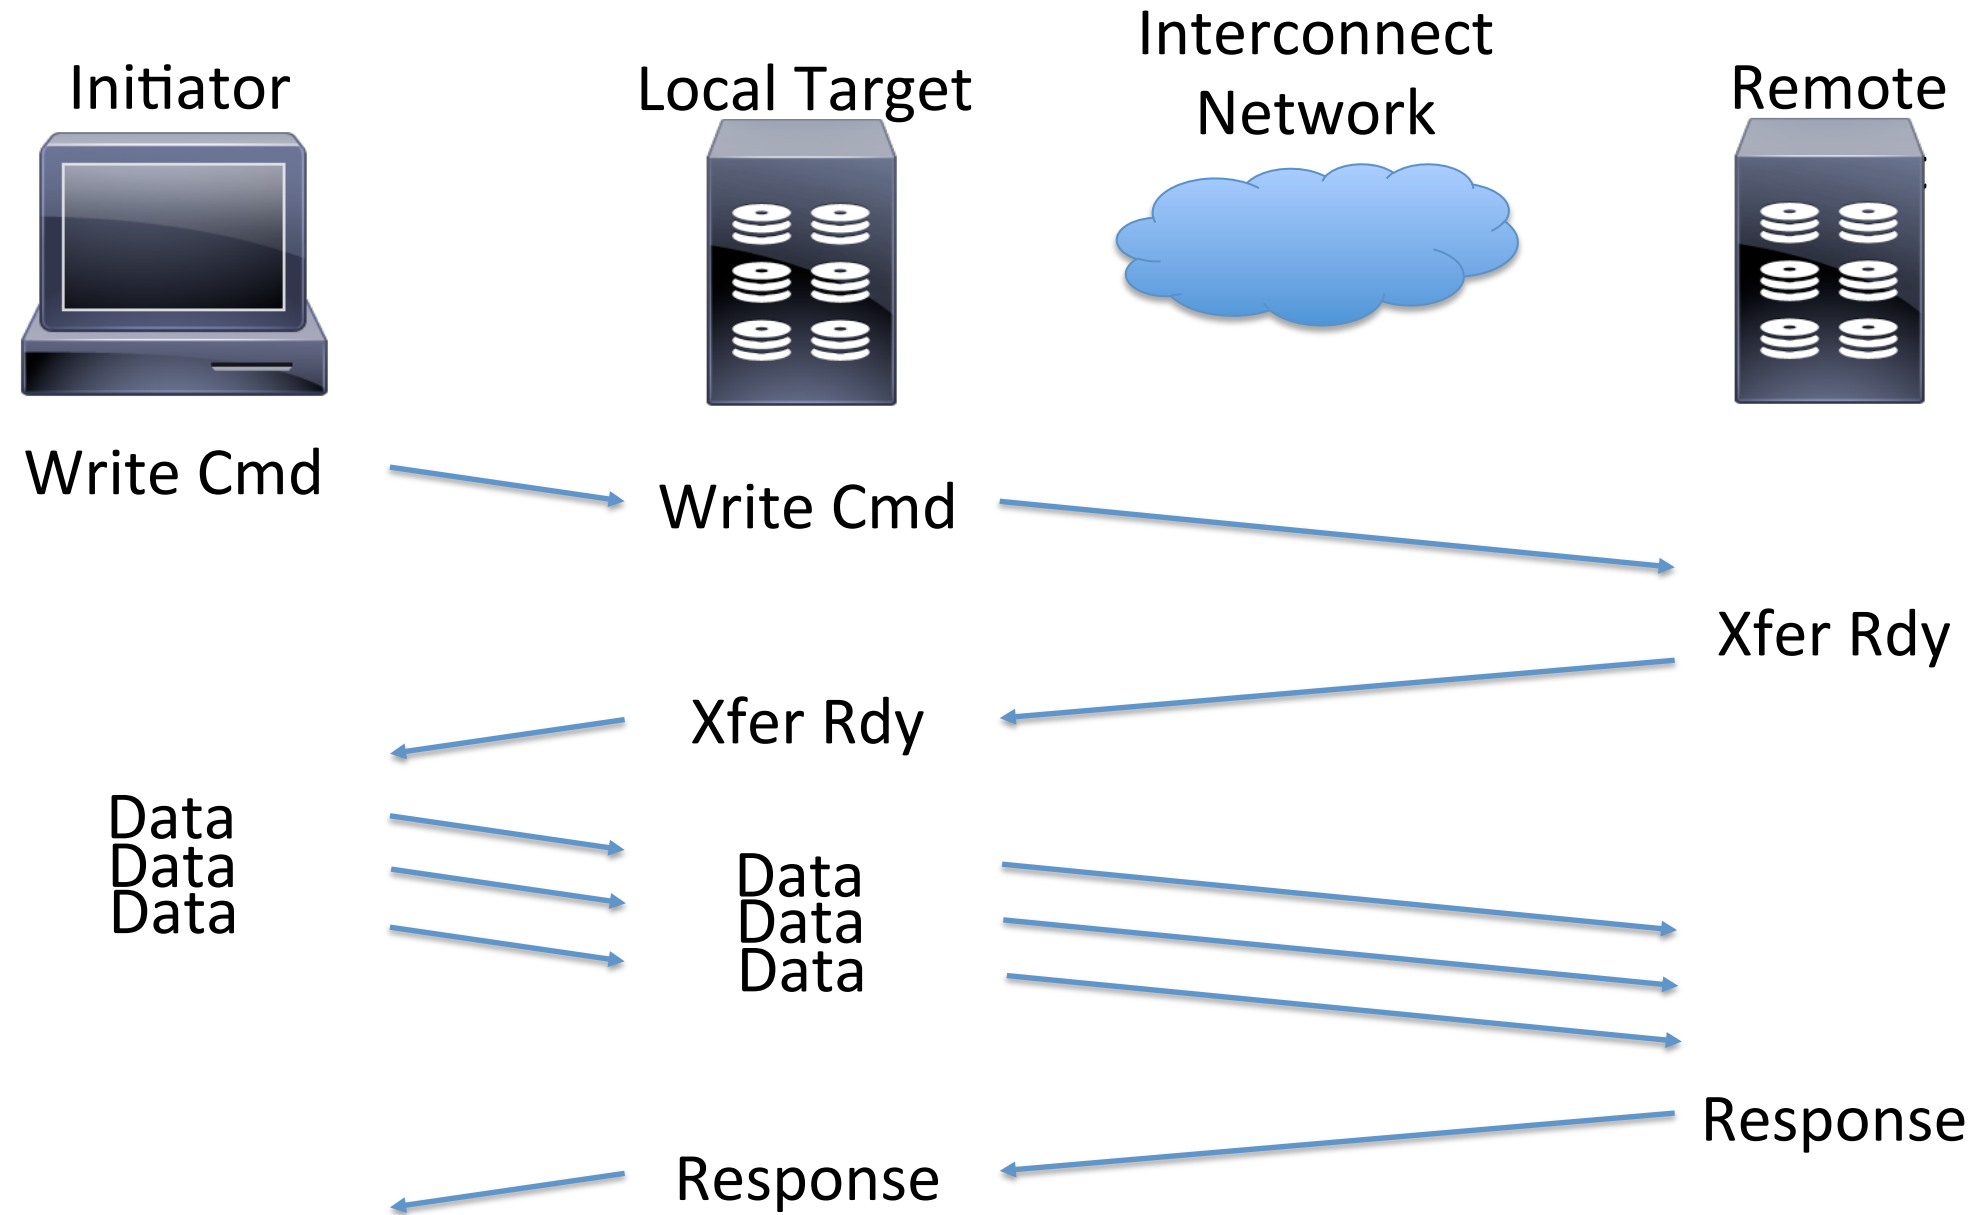 Initiator
Local Target
Interconnect
Network
Remote
Write Cmd
Write Cmd
Xfer Rdy
Xfer Rdy
Data
Data
Data
Data
Data
Data
Response
Response